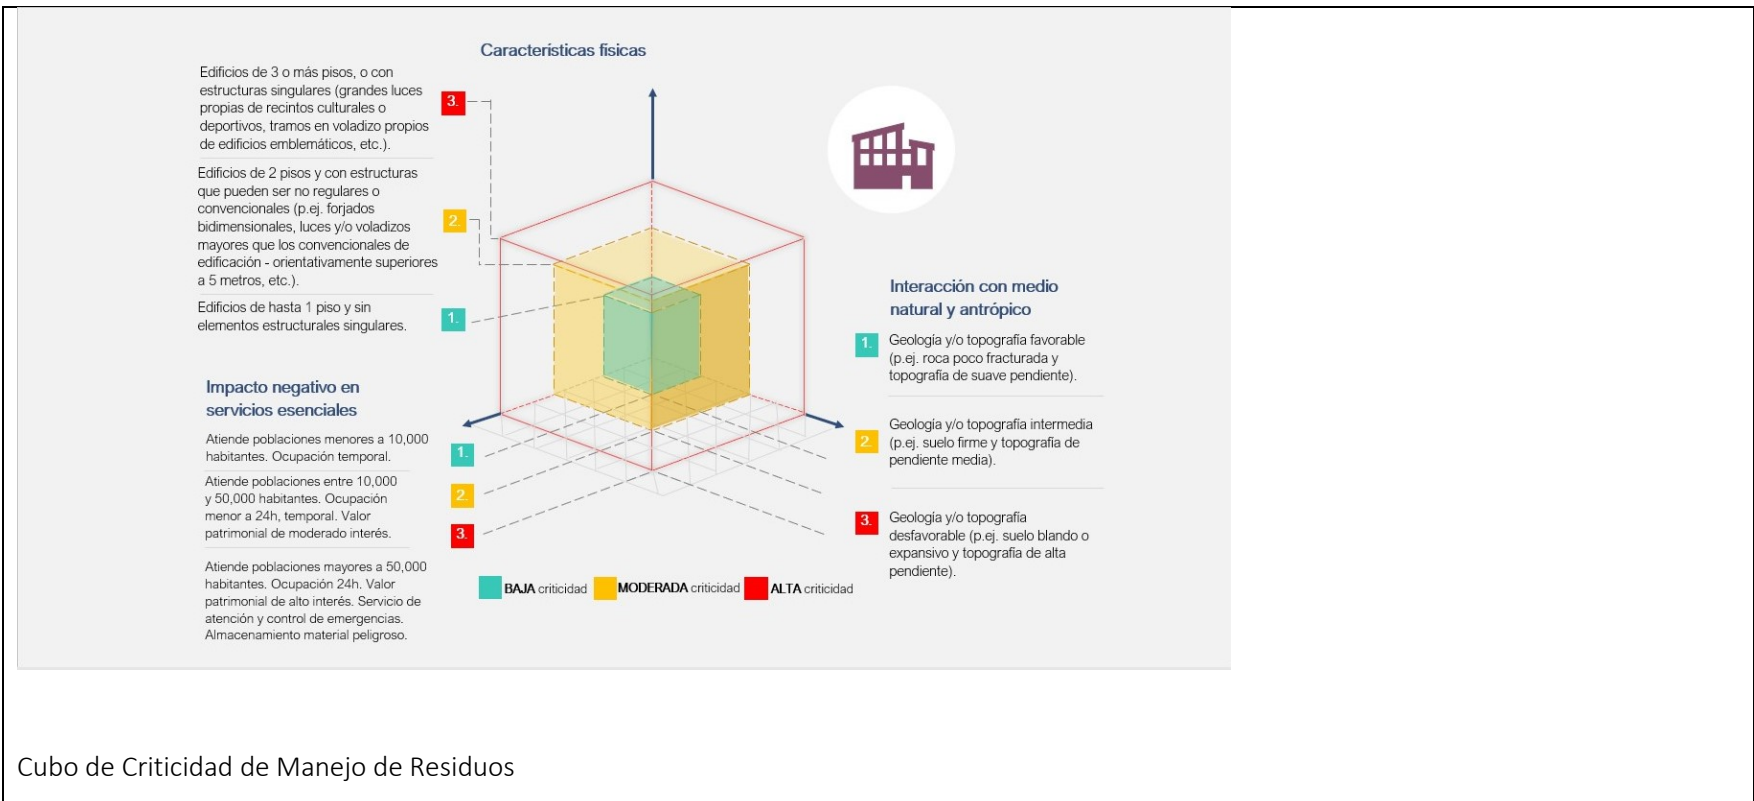 Características físicas
Edificios de 3 o más pisos, o con
estructuras singulares (grandes luces
propias de recintos culturales o
deportivos, tramos en voladizo propios
de edificios emblemáticos, etc.).
3.
Edificios de 2 pisos y con estructuras
que pueden ser no regulares o
convencionales (p.ej. forjados
bidimensionales, luces y/o voladizos
mayores que los convencionales de
edificación - orientativamente superiores
a 5 metros, etc.).
2.
Edificios de hasta 1 piso y sin
elementos estructurales singulares.
1.
Impacto negativo en
servicios esenciales
Atiende poblaciones menores a 10,000
habitantes. Ocupación temporal.
1.
Atiende poblaciones entre 10,000
y 50,000 habitantes. Ocupación
menor a 24h, temporal. Valor
patrimonial de moderado interés.
2.
3.
Atiende poblaciones mayores a 50,000
habitantes. Ocupación 24h. Valor
patrimonial de alto interés. Servicio de
atención y control de emergencias.
Almacenamiento material peligroso.
Interacción con medio
natural y antrópico
1.
Geología y/o topografía favorable
(p.ej. roca poco fracturada y
topografía de suave pendiente).
2.
Geología y/o topografía intermedia
(p.ej. suelo firme y topografía de
pendiente media).
3.
Geología y/o topografía
desfavorable (p.ej. suelo blando o
expansivo y topografía de alta
pendiente).
BAJA criticidad MODERADA criticidad ALTA criticidad
Cubo de Criticidad de Manejo de Residuos